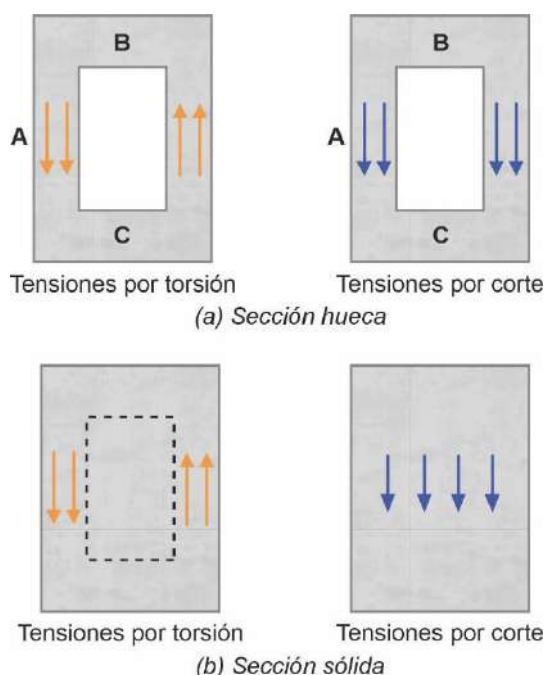 B B
A A
C C
Tensiones por torsión Tensiones por corte
(a) Sección hueca
Tensiones por torsión Tensiones por corte
(b) Sección sólida